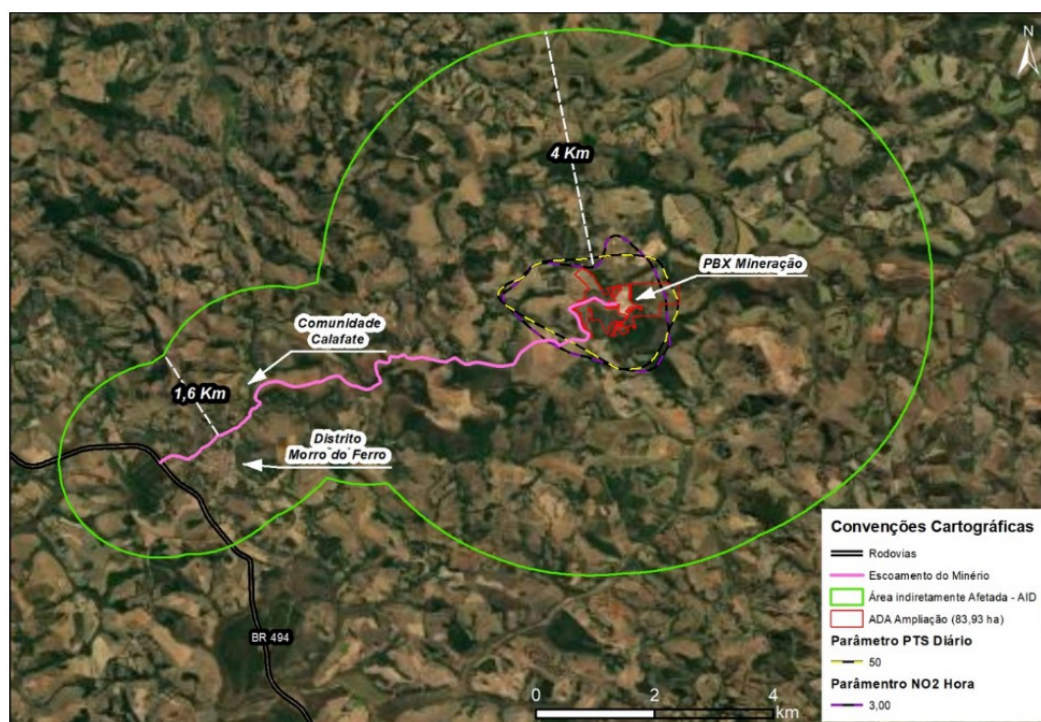 N
4 Km
PBX Mineração
Comunidade
Calafate
1,6 Km
Distrito
Morro do Ferro
BR 494
Convenções Cartográficas
Rodovias
Escoamento do Minério
Área indiretamente Afetada - AID
ADA Ampliação (83,93 ha)
Parâmetro PTS Diário
50
Parâmentro NO2 Hora
3,00
0 2 4
km